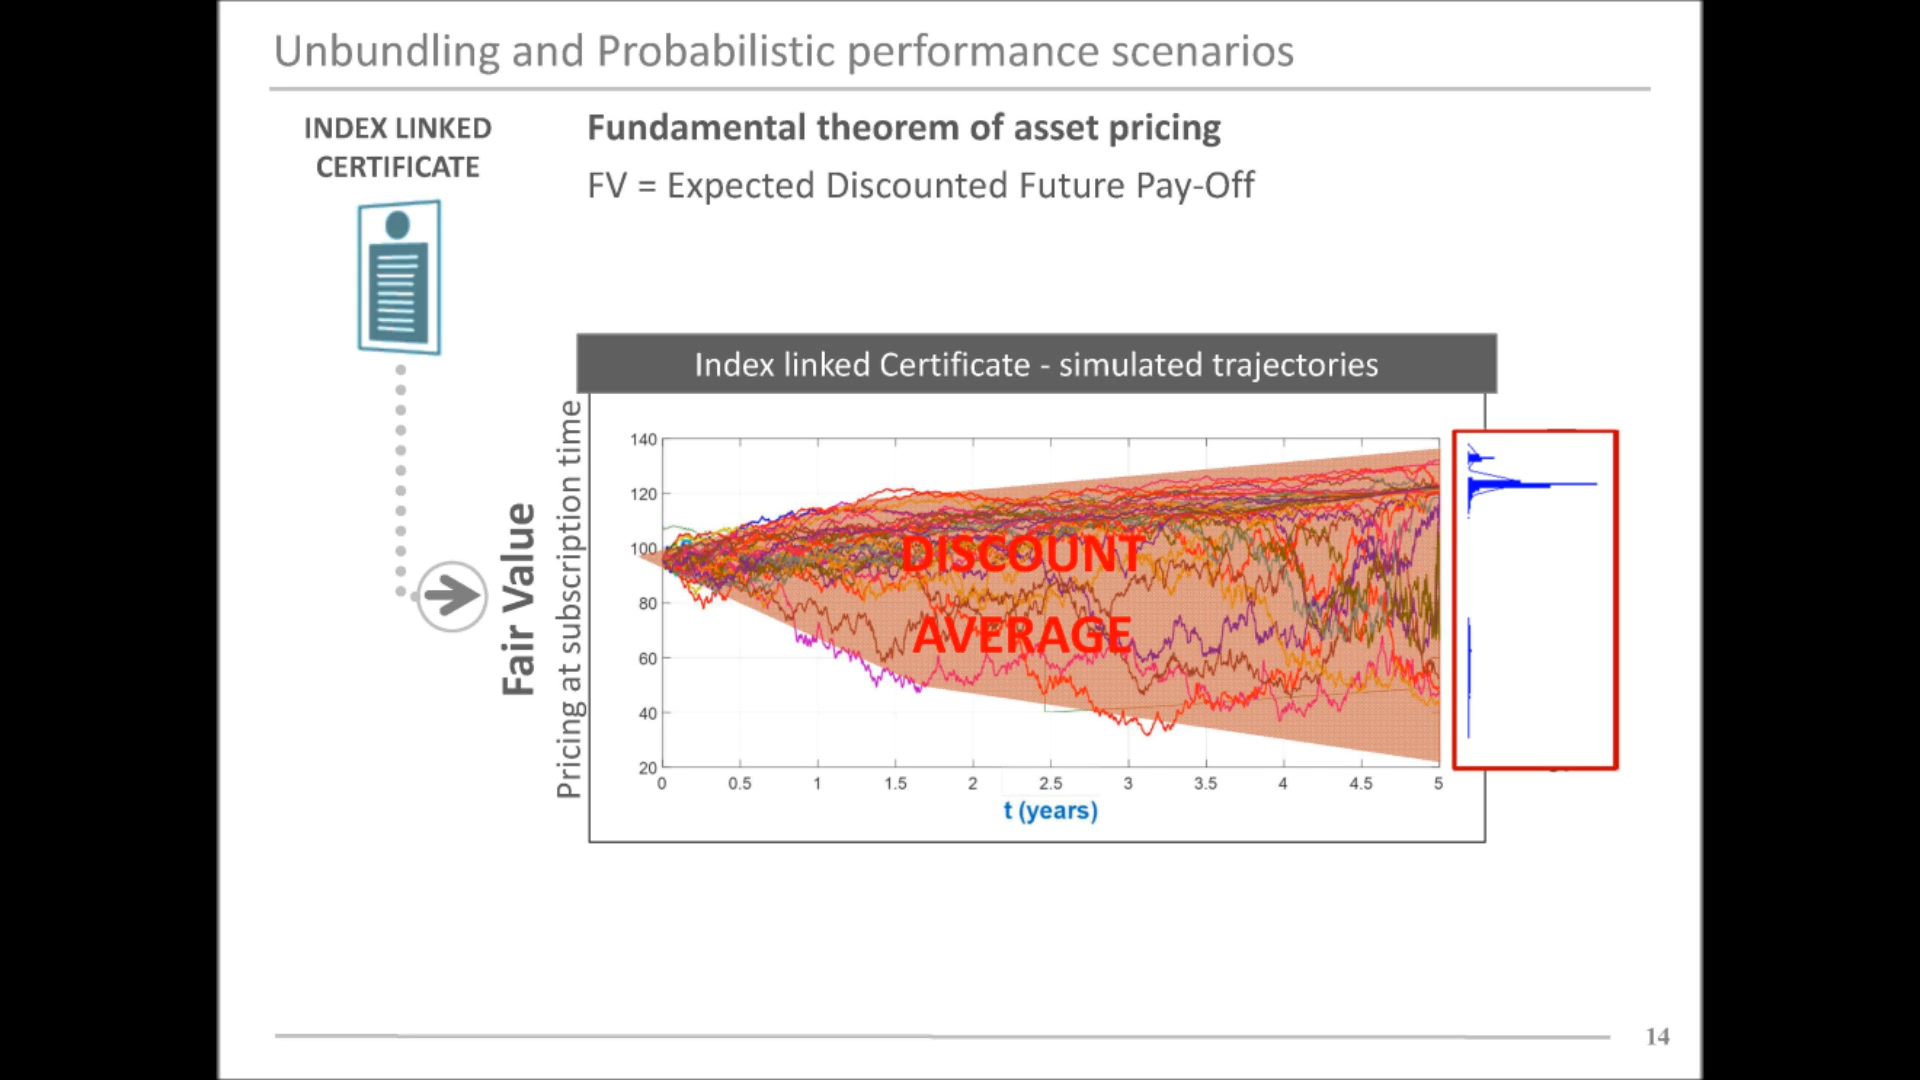 Unbundling and Probabilistic performance scenarios
INDEX LINKED
CERTIFICATE
Fundamental theorem of asset pricing
FV = Expected Discounted Future Pay-Off
Index linked Certificate - simulated trajectories
Fair Value
Pricing at subscription time
140
120
100
80
60
40
20
DISCOUNT
AVERAGE
0 0.5 1 1.5 2 2.5 3 3.5 4 4.5 5
t (years)
14